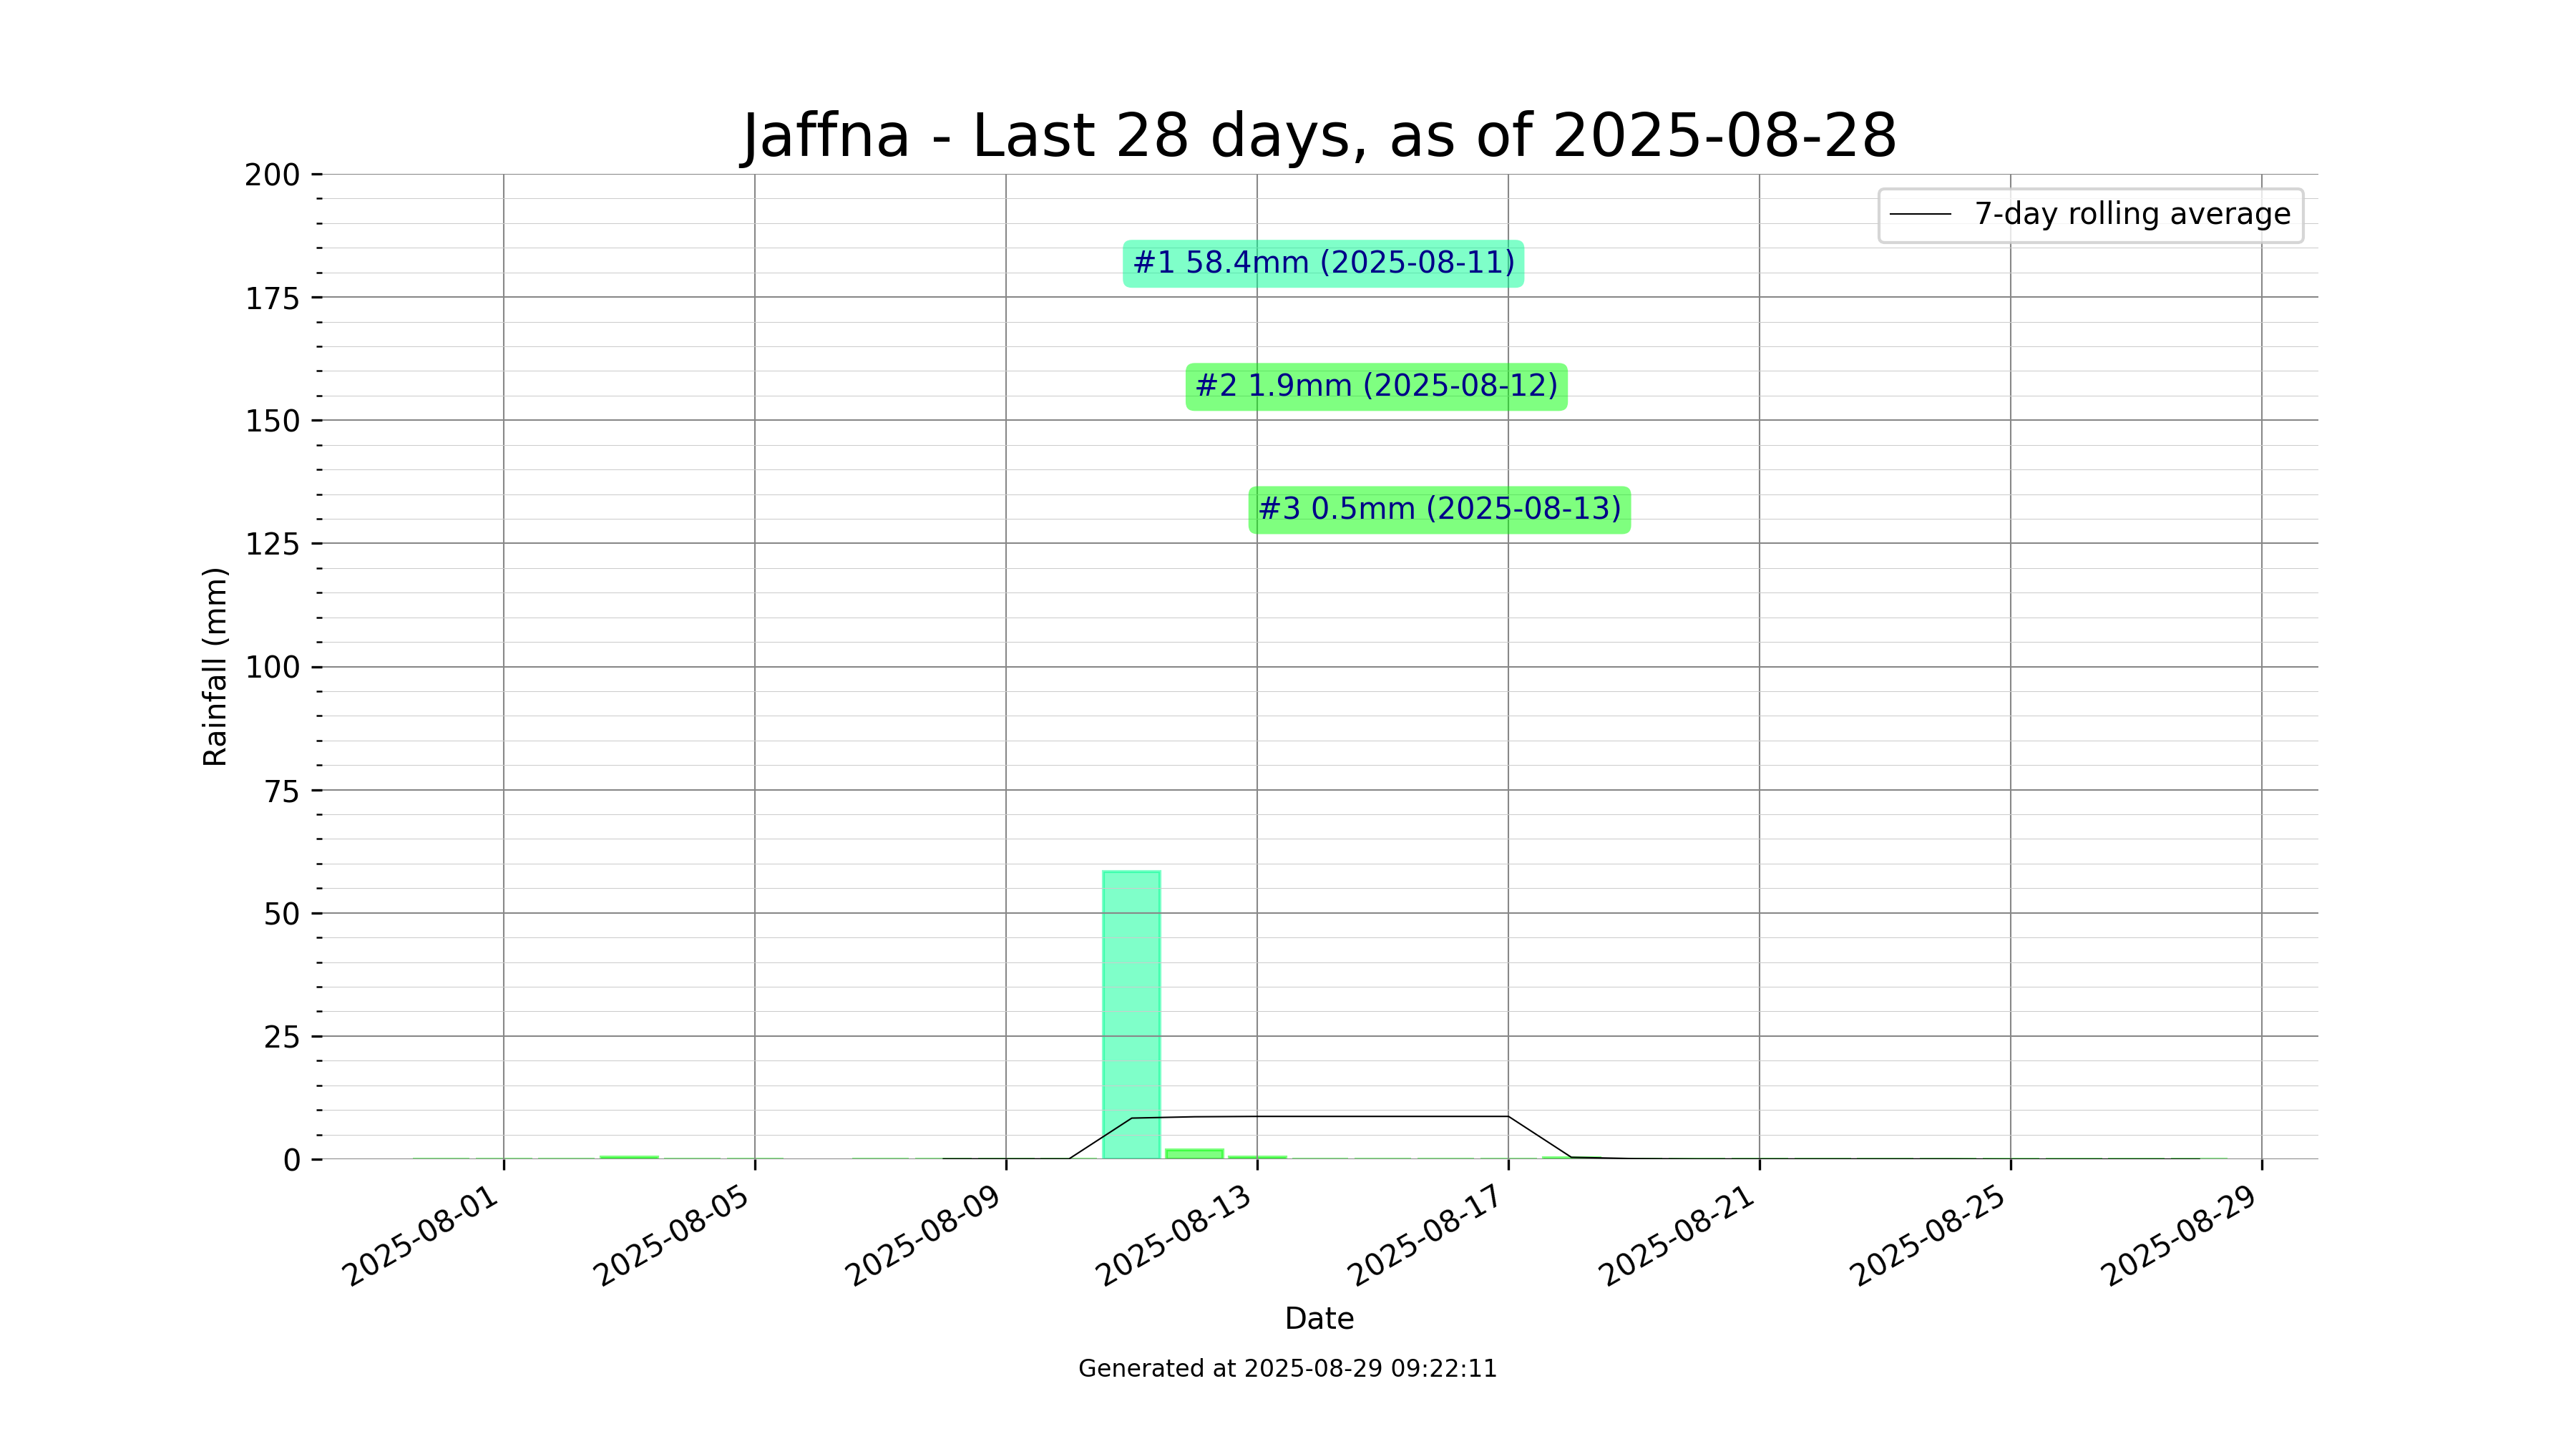 Jaffna - Last 28 days, as of 2025-08-28
200
175
150
125
100
75
50
25
0
Rainfall (mm)
7-day rolling average
#1 58.4mm (2025-08-11)
#2 1.9mm (2025-08-12)
#3 0.5mm (2025-08-13)
2025-08-01
2025-08-05
2025-08-09
2025-08-13
2025-08-17
2025-08-21
2025-08-25
2025-08-29
Date
Generated at 2025-08-29 09:22:11